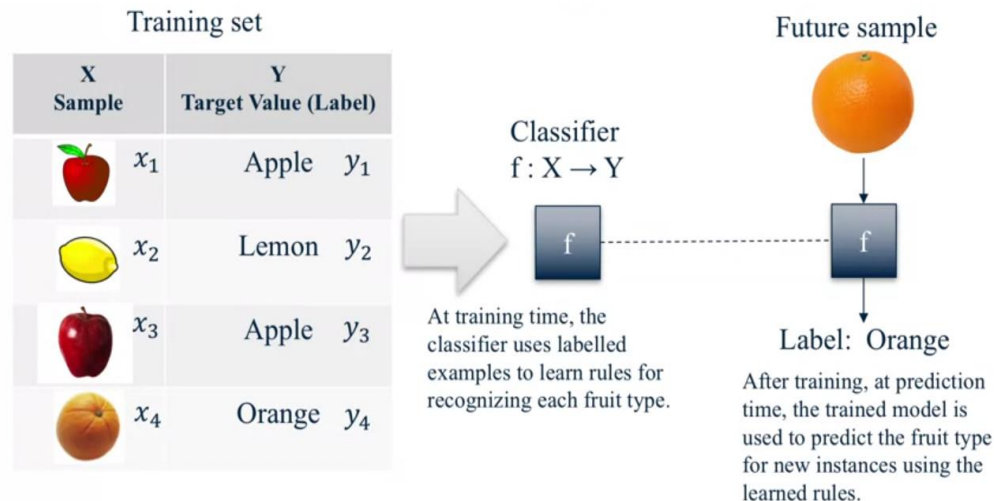 Training set
X
Sample
Y
Target Value (Label)
x₁
Apple y₁
x₂
Lemon y₂
x₃
Apple y₃
x₄
Orange y₄
Classifier
f : X → Y
f
At training time, the
classifier uses labelled
examples to learn rules for
recognizing each fruit type.
Future sample
f
Label: Orange
After training, at prediction
time, the trained model is
used to predict the fruit type
for new instances using the
learned rules.